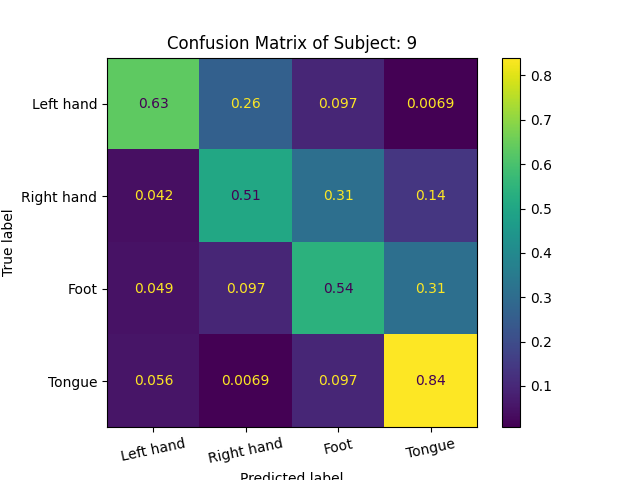 Confusion Matrix of Subject: 9
True label
Left hand 0.63 0.26 0.097 0.0069
Right hand 0.042 0.51 0.31 0.14
Foot 0.049 0.097 0.54 0.31
Tongue 0.056 0.0069 0.097 0.84
Left hand Right hand Foot Tongue
Predicted label
0.8
0.7
0.6
0.5
0.4
0.3
0.2
0.1